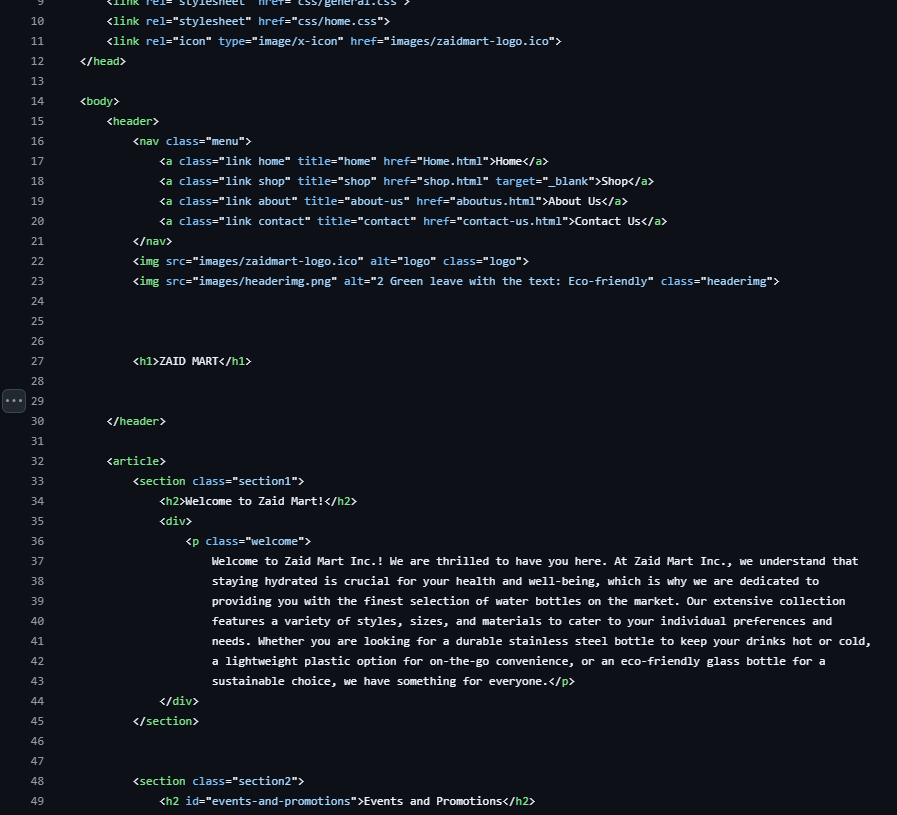 9 <link rel="stylesheet" href="css/general.css">
10 <link rel="stylesheet" href="css/home.css">
11 <link rel="icon" type="image/x-icon" href="images/zaidmart-logo.ico">
12 </head>
13
14 <body>
15 <header>
16 <nav class="menu">
17 <a class="link home" title="home" href="Home.html">Home</a>
18 <a class="link shop" title="shop" href="shop.html" target="_blank">Shop</a>
19 <a class="link about" title="about-us" href="aboutus.html">About Us</a>
20 <a class="link contact" title="contact" href="contact-us.html">Contact Us</a>
21 </nav>
22 <img src="images/zaidmart-logo.ico" alt="logo" class="logo">
23 <img src="images/headerimg.png" alt="2 Green leave with the text: Eco-friendly" class="headerimg">
24
25
26
27 <h1>ZAID MART</h1>
28
29
30 </header>
31
32 <article>
33 <section class="section1">
34 <h2>Welcome to Zaid Mart!</h2>
35 <div>
36 <p class="welcome">
37 Welcome to Zaid Mart Inc.! We are thrilled to have you here. At Zaid Mart Inc., we understand that
38 staying hydrated is crucial for your health and well-being, which is why we are dedicated to
39 providing you with the finest selection of water bottles on the market. Our extensive collection
40 features a variety of styles, sizes, and materials to cater to your individual preferences and
41 needs. Whether you are looking for a durable stainless steel bottle to keep your drinks hot or cold,
42 a lightweight plastic option for on-the-go convenience, or an eco-friendly glass bottle for a
43 sustainable choice, we have something for everyone.</p>
44 </div>
45 </section>
46
47
48 <section class="section2">
49 <h2 id="events-and-promotions">Events and Promotions</h2>